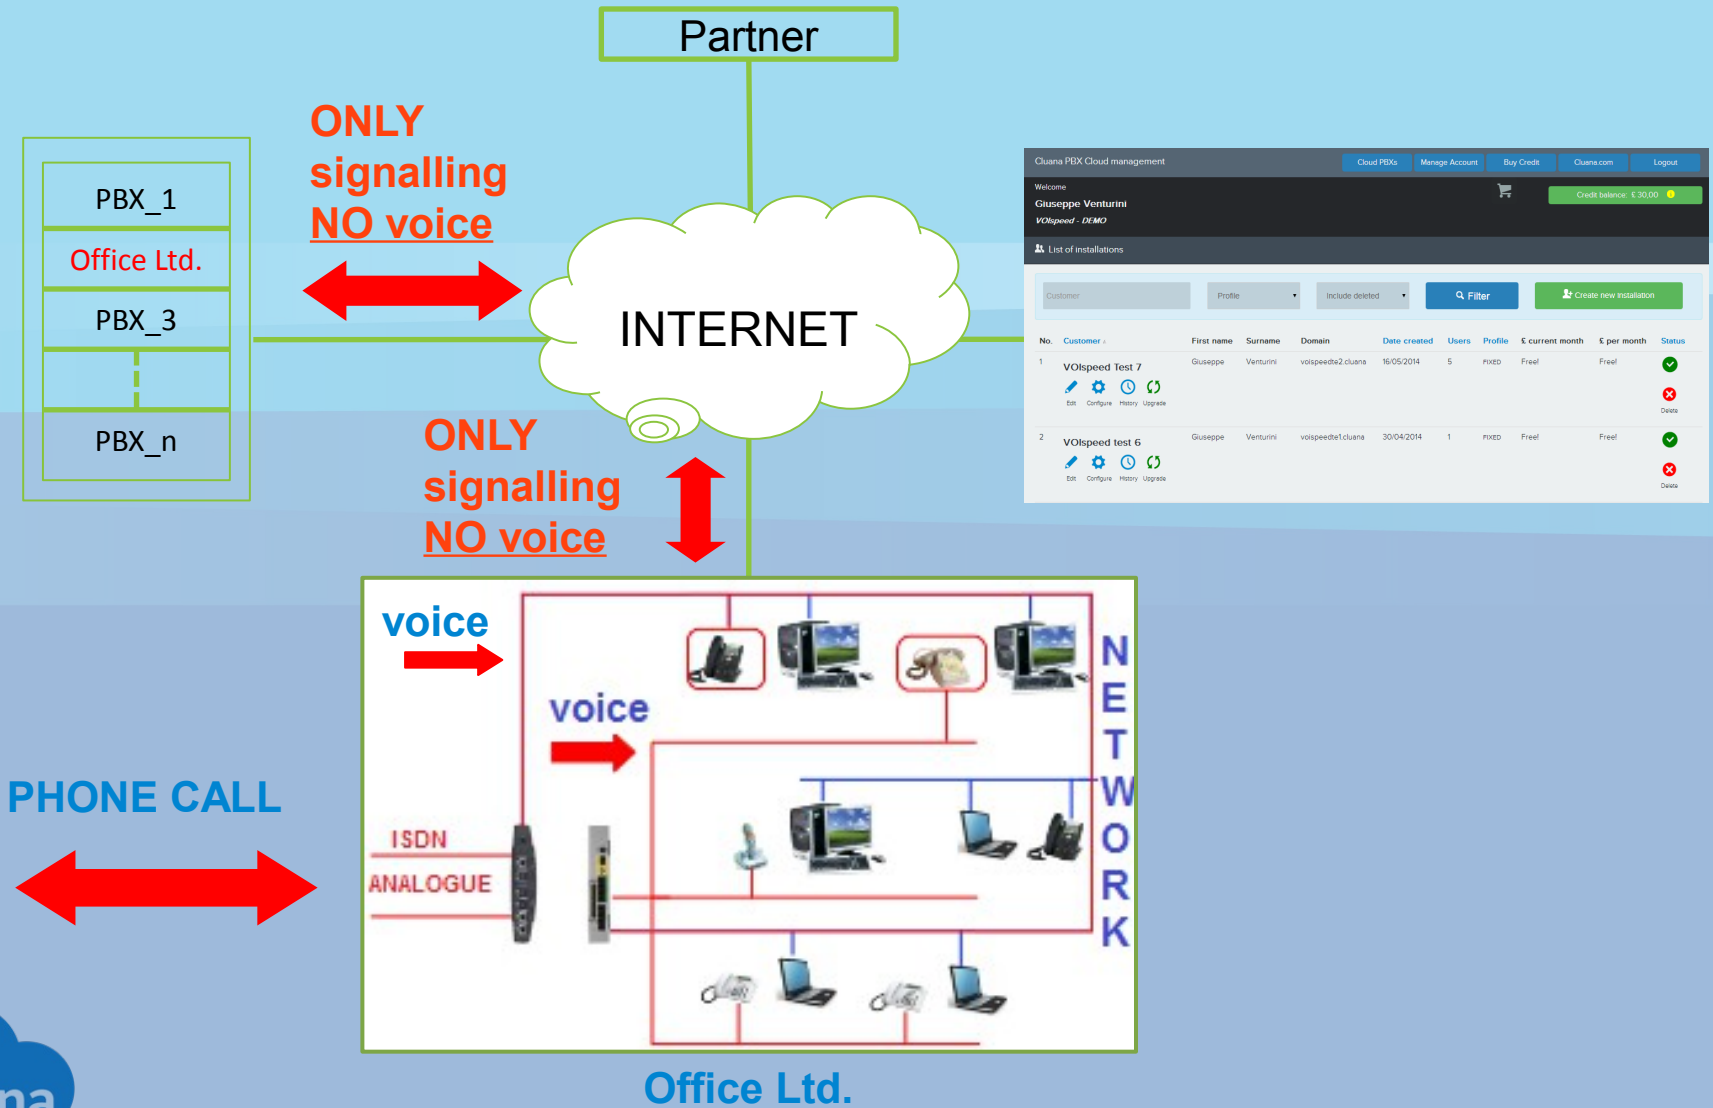 Partner
ONLY
signalling
NO voice
PBX_1
Office Ltd.
PBX_3
PBX_n
INTERNET
Cluana PBX Cloud management
Cloud PBXs
Manage Account
Buy Credit
Cluana.com
Logout
Welcome
Giuseppe Venturini
VOIspeed - DEMO
Credit balance: £ 30,00
List of installations
Customer
Profile
Include deleted
Filter
Create new installation
No. Customer First name Surname Domain Date created Users Profile £ current month £ per month Status
1 VOIspeed Test 7 Giuseppe Venturini voispeedte2.cluana 16/05/2014 5 FIXED Free! Free!
Edit Configure History Upgrade
Delete
2 VOIspeed test 6 Giuseppe Venturini voispeedte1.cluana 30/04/2014 1 FIXED Free! Free!
Edit Configure History Upgrade
Delete
ONLY
signalling
NO voice
voice
voice
NETWORK
PHONE CALL
ISDN
ANALOGUE
Office Ltd.
na